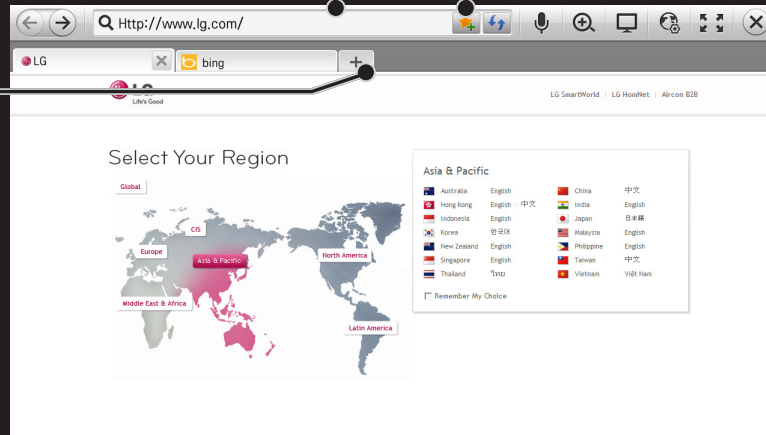 Http://www.lg.com/
LG
bing
LG
Life's Good
LG SmartWorld | LG HomNet | Aircon B2B
Select Your Region
Global
CIS
Europe
Asia & Pacific
North America
Middle East & Africa
Latin America
Asia & Pacific
Australia English
China 中文
Hong Kong English | 中文
India English
Indonesia English
Japan 日本語
Korea 한국어
Malaysia English
New Zealand English
Philippine English
Singapore English
Taiwan 中文
Thailand ไทย
Vietnam Việt Nam
Remember My Choice